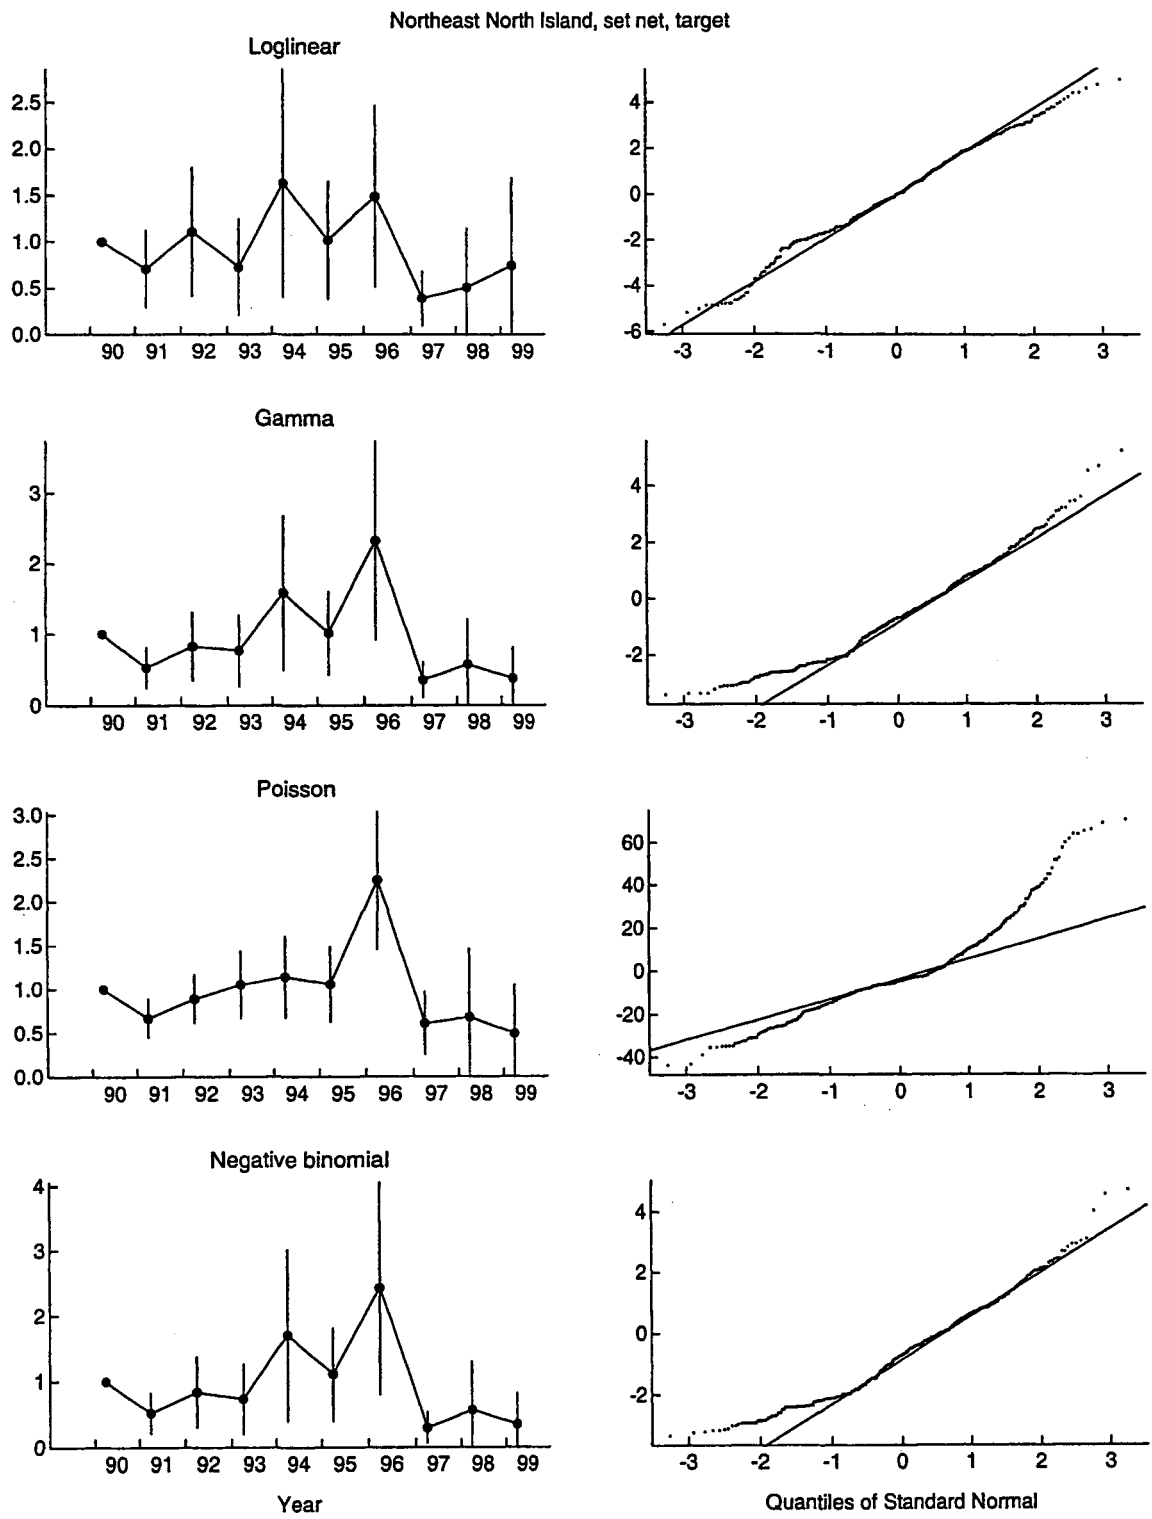 Northeast North Island, set net, target
Loglinear
2.5
2.0
1.5
1.0
0.5
0.0
90 91 92 93 94 95 96 97 98 99
4
2
0
-2
-4
-6
-3 -2 -1 0 1 2 3
Gamma
3
2
1
0
90 91 92 93 94 95 96 97 98 99
4
2
0
-2
-3 -2 -1 0 1 2 3
Poisson
3.0
2.5
2.0
1.5
1.0
0.5
0.0
90 91 92 93 94 95 96 97 98 99
60
40
20
0
-20
-40
-3 -2 -1 0 1 2 3
Negative binomial
4
3
2
1
0
90 91 92 93 94 95 96 97 98 99
Year
4
2
0
-2
-3 -2 -1 0 1 2 3
Quantiles of Standard Normal